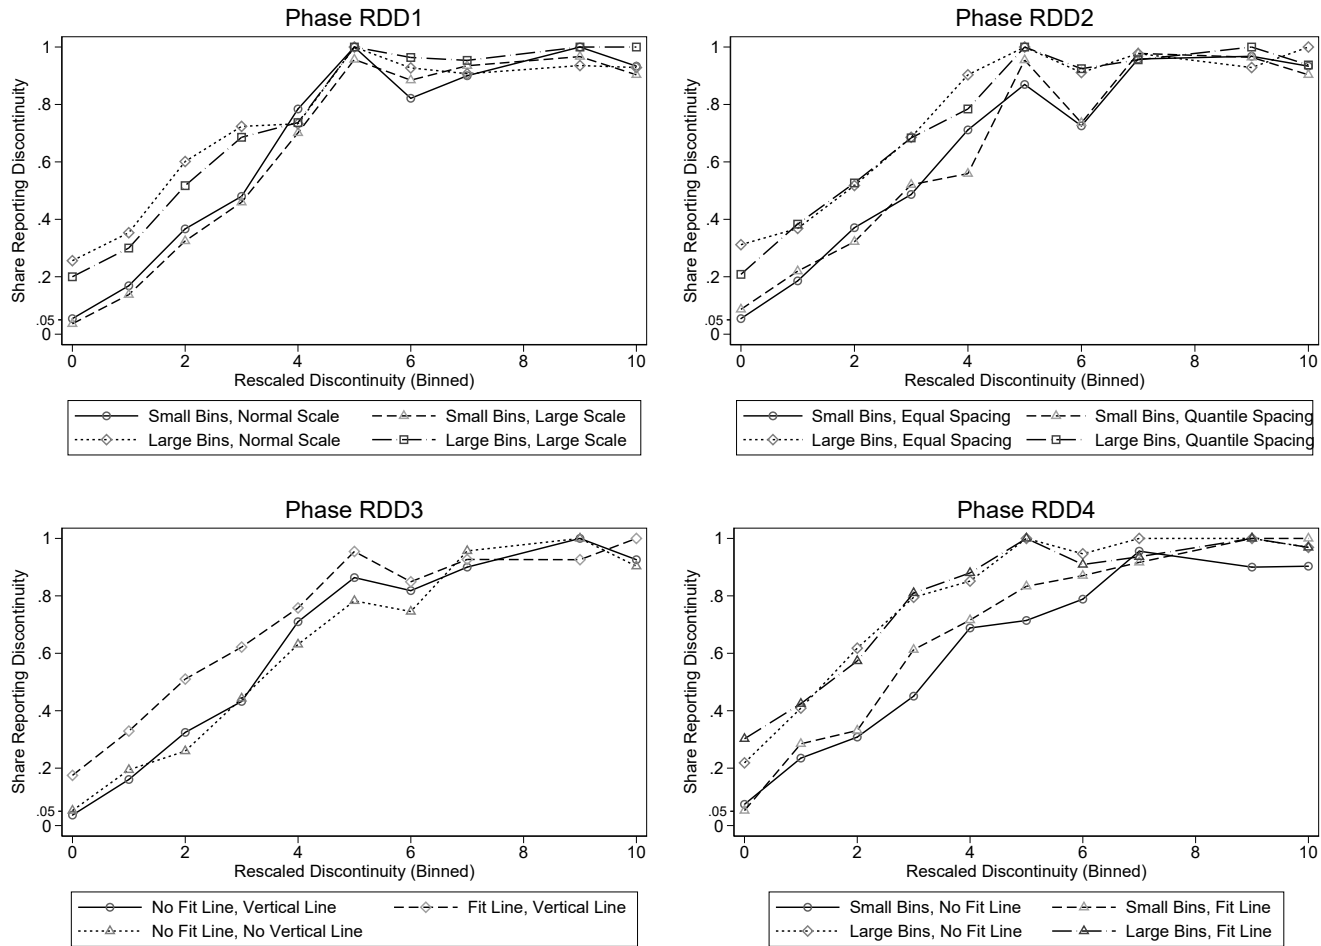 Phase RDD1
Share Reporting Discontinuity
1
.8
.6
.4
.2
.05
0
0 2 4 6 8 10
Rescaled Discontinuity (Binned)
Small Bins, Normal Scale Small Bins, Large Scale
Large Bins, Normal Scale Large Bins, Large Scale
Phase RDD2
Share Reporting Discontinuity
1
.8
.6
.4
.2
.05
0
0 2 4 6 8 10
Rescaled Discontinuity (Binned)
Small Bins, Equal Spacing Small Bins, Quantile Spacing
Large Bins, Equal Spacing Large Bins, Quantile Spacing
Phase RDD3
Share Reporting Discontinuity
1
.8
.6
.4
.2
.05
0
0 2 4 6 8 10
Rescaled Discontinuity (Binned)
No Fit Line, Vertical Line Fit Line, Vertical Line
No Fit Line, No Vertical Line
Phase RDD4
Share Reporting Discontinuity
1
.8
.6
.4
.2
.05
0
0 2 4 6 8 10
Rescaled Discontinuity (Binned)
Small Bins, No Fit Line Small Bins, Fit Line
Large Bins, No Fit Line Large Bins, Fit Line